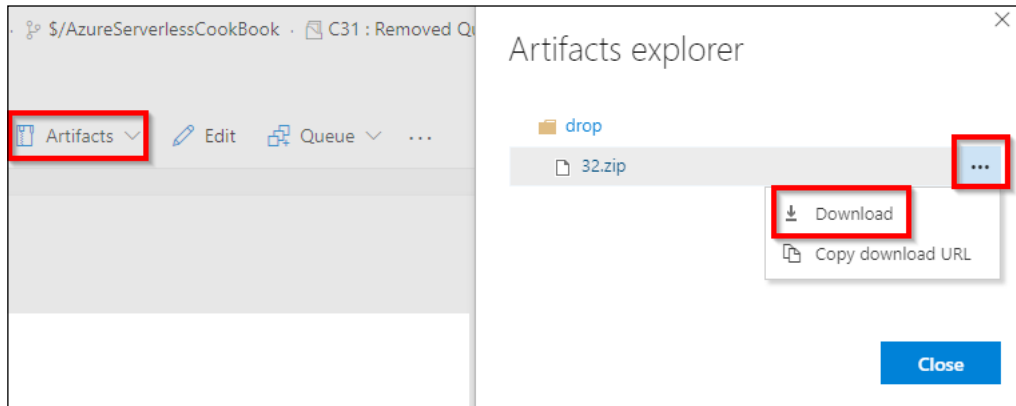 $/AzureServerlessCookBook · C31 : Removed
Artifacts Edit Queue ...
Artifacts explorer
drop
32.zip ...
Download
Copy download URL
Close